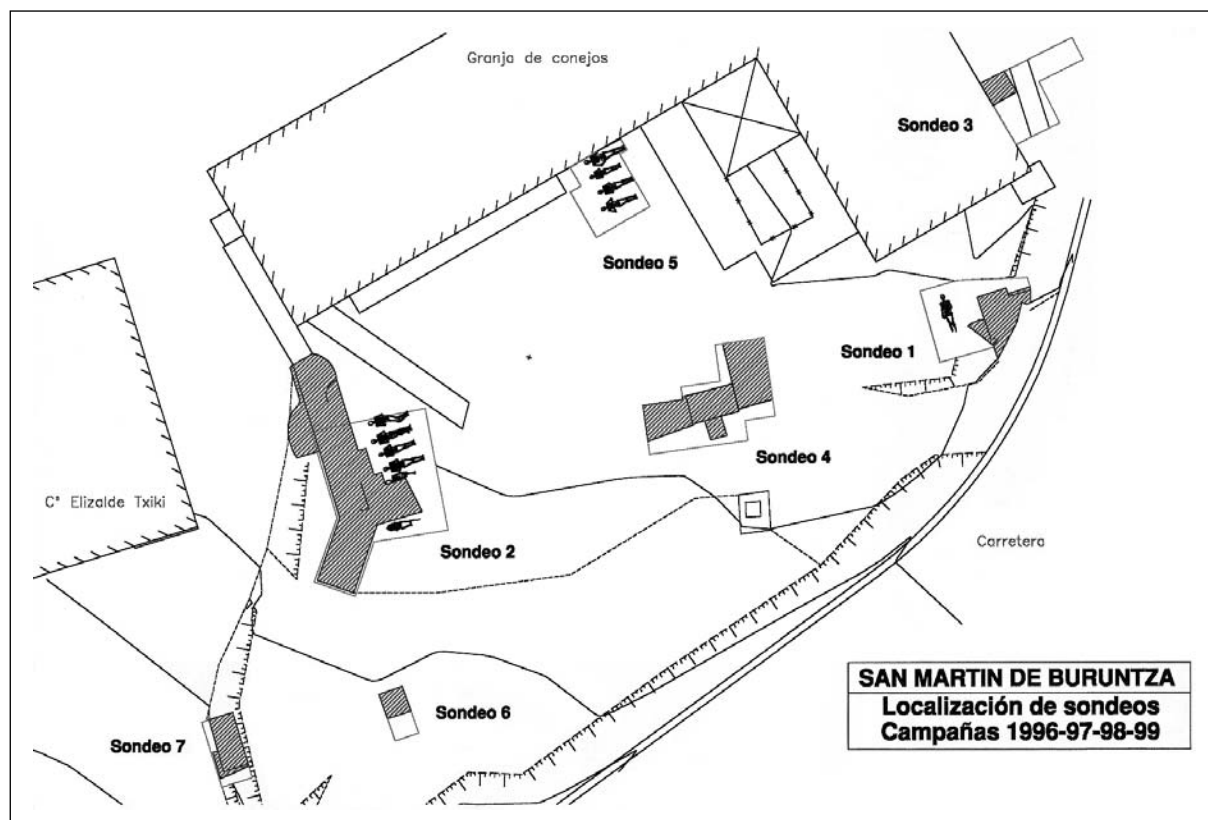 Granja de conejos
Sondeo 3
Sondeo 5
Sondeo 1
Sondeo 4
Cª Elizalde Txiki
Sondeo 2
Carretera
Sondeo 6
Sondeo 7
SAN MARTIN DE BURUNTZA
Localización de sondeos
Campañas 1996-97-98-99